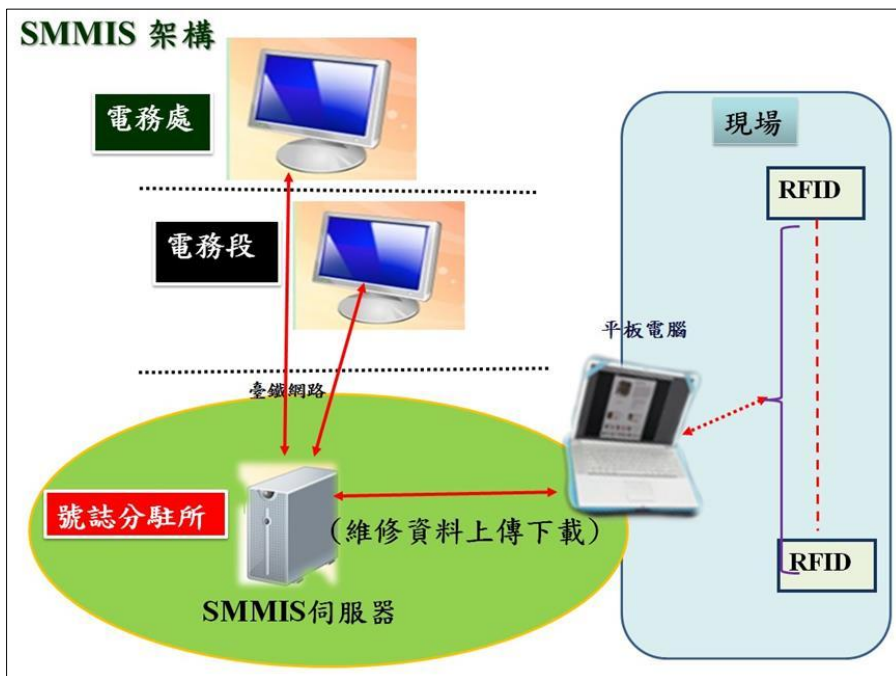 SMMIS 架構
電務處
現場
RFID
電務段
平板電腦
臺鐵網路
號誌分駐所
(維修資料上傳下載)
RFID
SMMIS伺服器